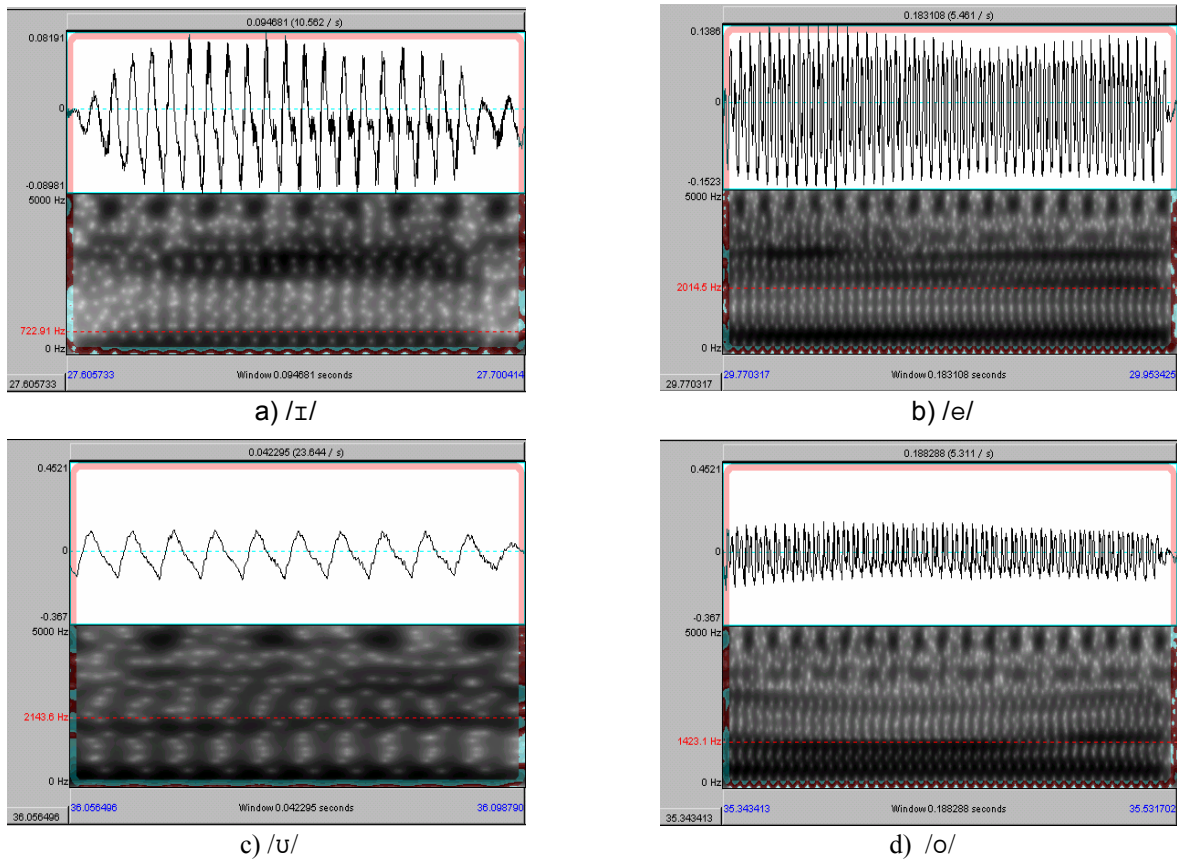 0.094681 (10.562 / s)
0.08191
0
-0.08981
5000 Hz
722.91 Hz
0 Hz
27.605733
27.605733
Window 0.094681 seconds
27.700414
a) /ɪ/
0.183108 (5.461 / s)
0.1386
0
-0.1523
5000 Hz
2014.5 Hz
0 Hz
29.770317
29.770317
Window 0.183108 seconds
29.953425
b) /e/
0.042295 (23.644 / s)
0.4521
0
-0.367
5000 Hz
2143.6 Hz
0 Hz
36.056496
36.056496
Window 0.042295 seconds
36.098790
c) /ʊ/
0.188288 (5.311 / s)
0.4521
0
-0.367
5000 Hz
1423.1 Hz
0 Hz
35.343413
35.343413
Window 0.188288 seconds
35.531702
d) /o/